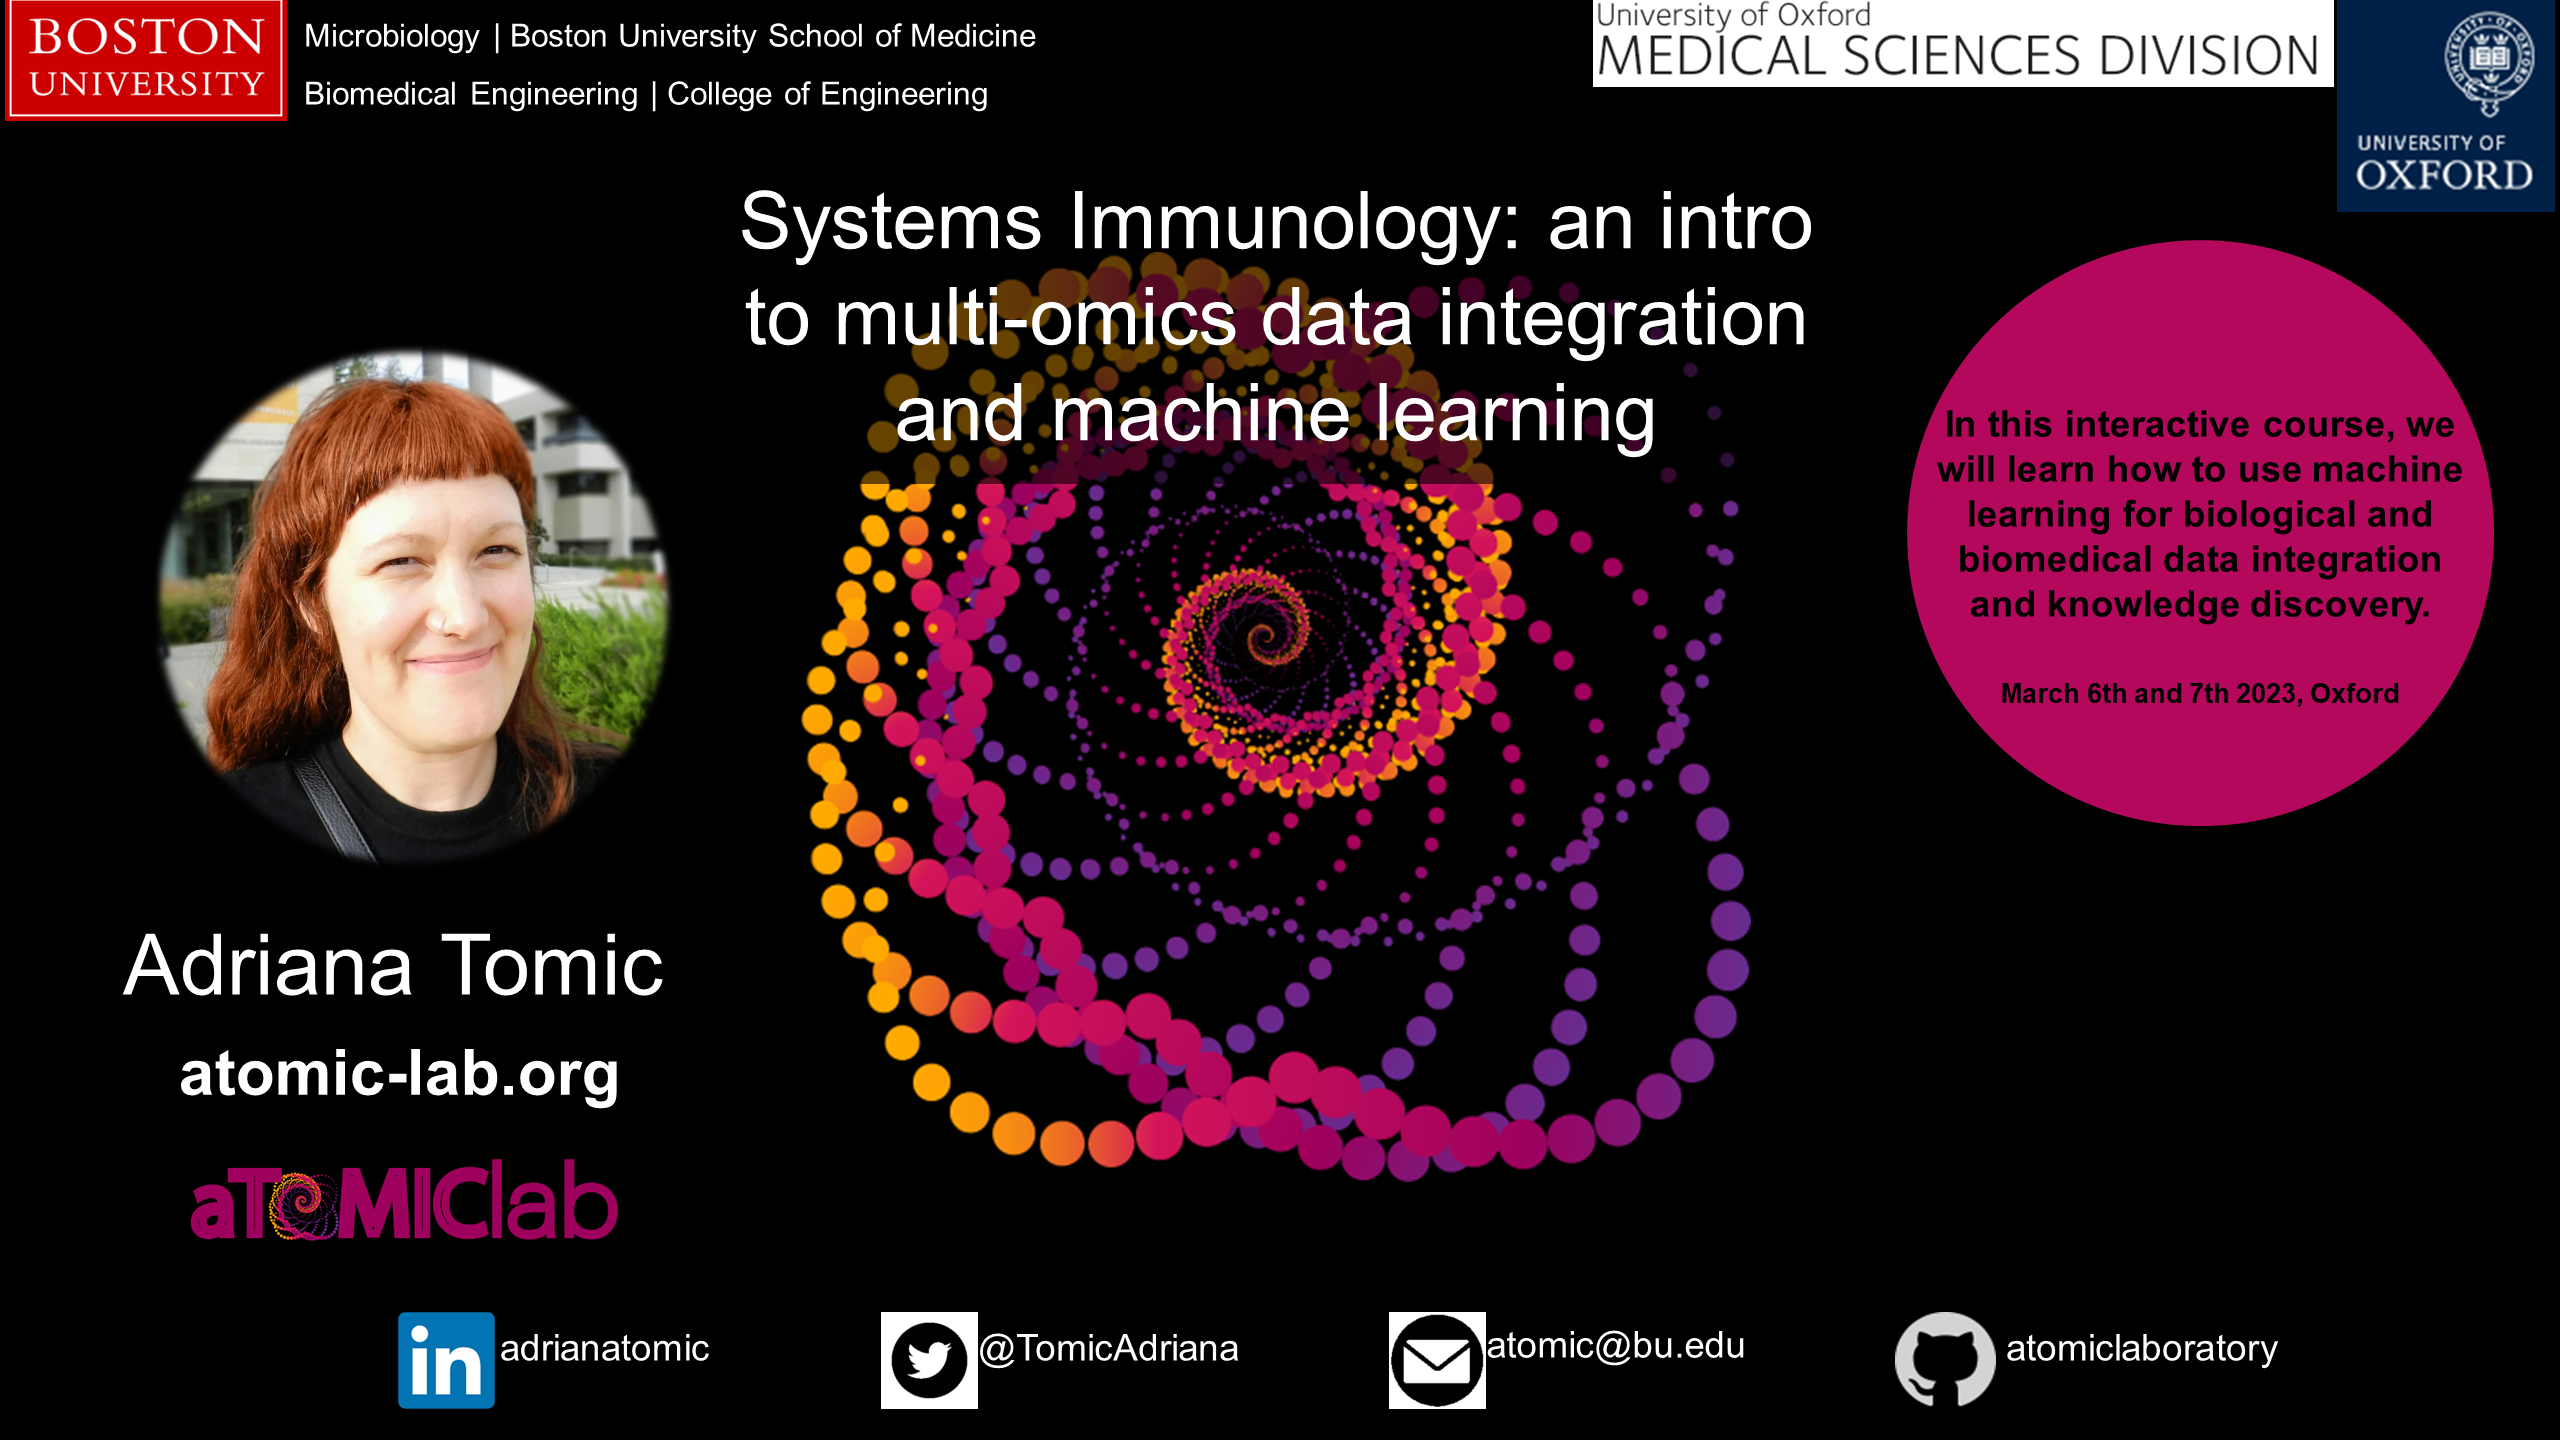 BOSTON
UNIVERSITY
Microbiology | Boston University School of Medicine
Biomedical Engineering | College of Engineering
University of Oxford
MEDICAL SCIENCES DIVISION
UNIVERSITY OF
OXFORD
Systems Immunology: an intro
to multi-omics data integration
and machine learning
In this interactive course, we
will learn how to use machine
learning for biological and
biomedical data integration
and knowledge discovery.
March 6th and 7th 2023, Oxford
Adriana Tomic
atomic-lab.org
aTOMIClab
in
adrianatomic
@TomicAdriana
atomic@bu.edu
atomiclaboratory